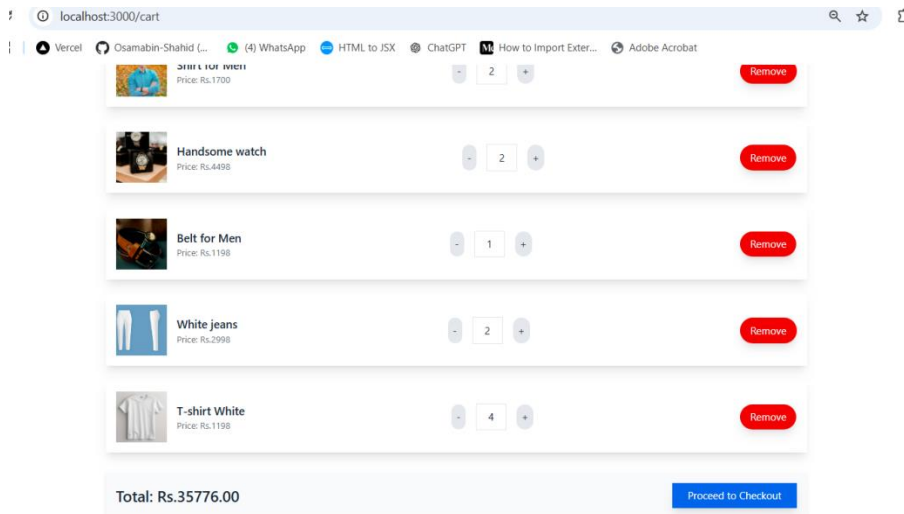 localhost:3000/cart
Vercel Osamabin-Shahid (... (4) WhatsApp HTML to JSX ChatGPT How to Import Exter... Adobe Acrobat
Shirt for Men
Price: Rs.1700
- 2 +
Remove
Handsome watch
Price: Rs.4498
- 2 +
Remove
Belt for Men
Price: Rs.1198
- 1 +
Remove
White jeans
Price: Rs.2998
- 2 +
Remove
T-shirt White
Price: Rs.1198
- 4 +
Remove
Total: Rs.35776.00
Proceed to Checkout